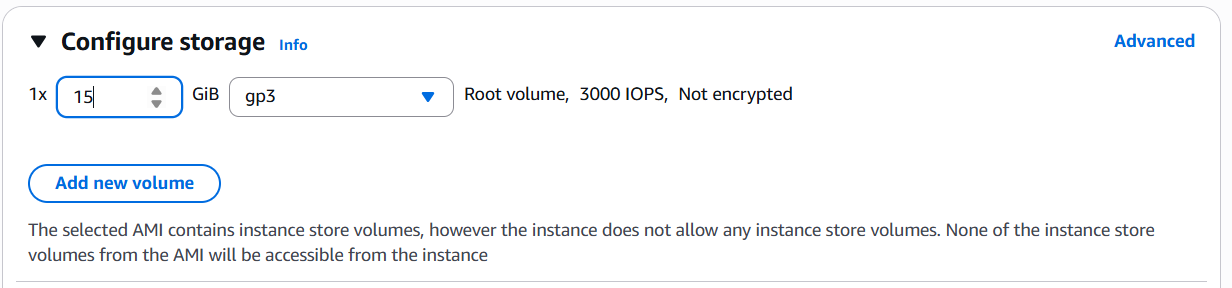 Configure storage Info Advanced
1x 15 GiB gp3 Root volume, 3000 IOPS, Not encrypted
Add new volume
The selected AMI contains instance store volumes, however the instance does not allow any instance store volumes. None of the instance store
volumes from the AMI will be accessible from the instance